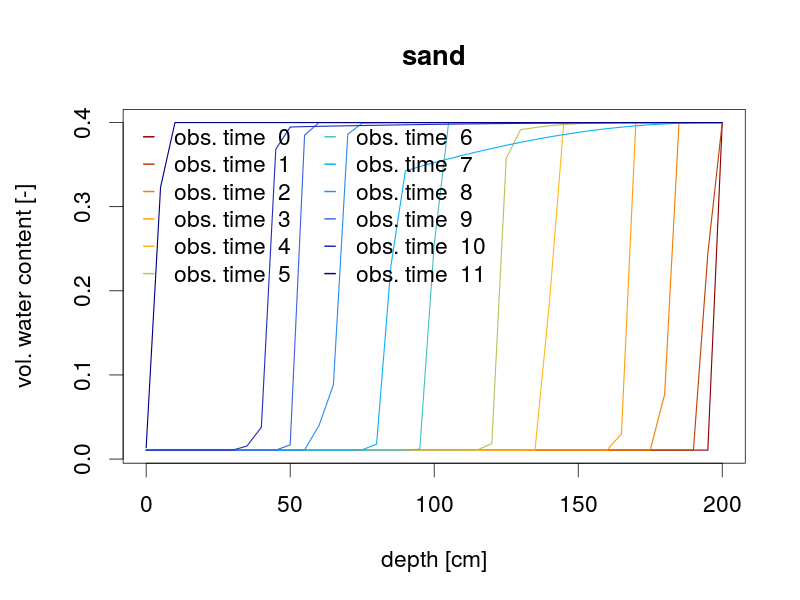 sand
vol. water content [-]
0.4
0.3
0.2
0.1
0.0
obs. time 0
obs. time 1
obs. time 2
obs. time 3
obs. time 4
obs. time 5
obs. time 6
obs. time 7
obs. time 8
obs. time 9
obs. time 10
obs. time 11
0 50 100 150 200
depth [cm]